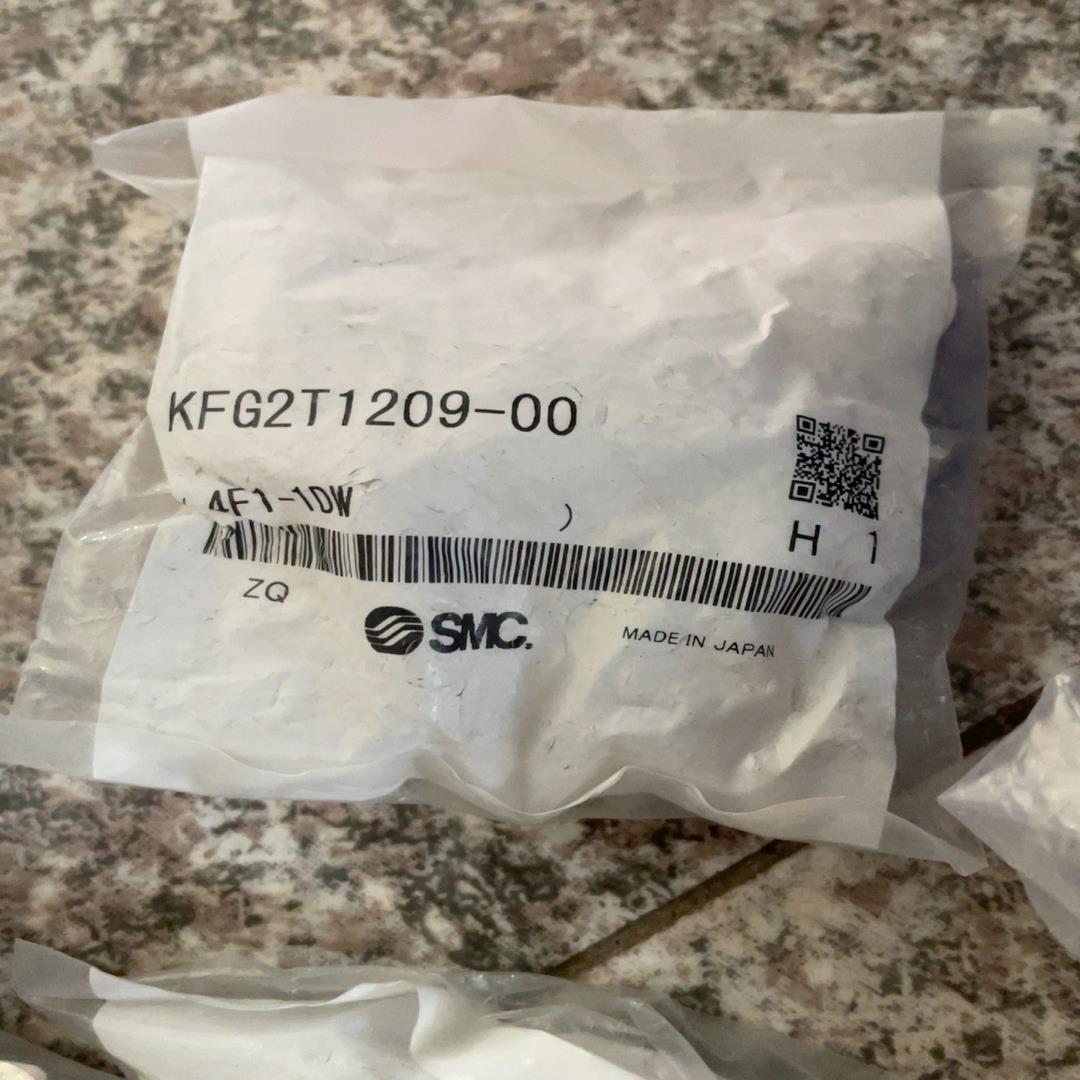 KFG2T1209-00
4F1-1DW )
H 1
ZQ
SMC.
MADE IN JAPAN